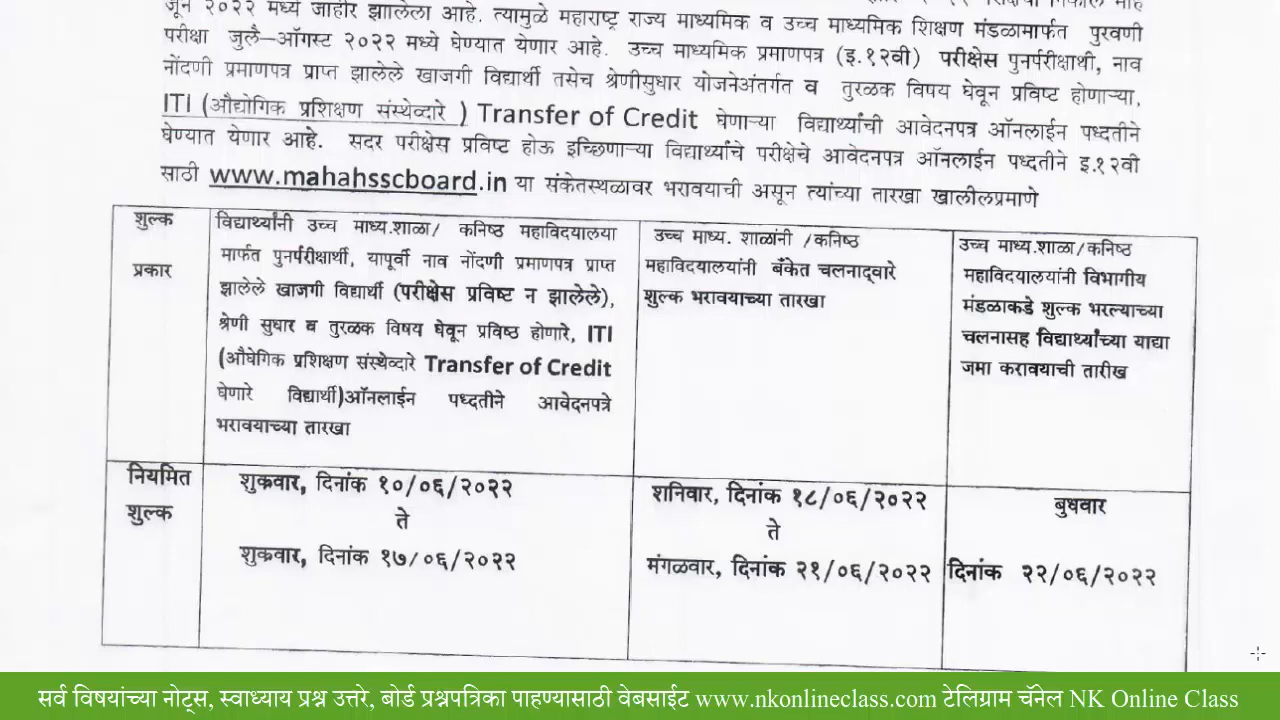 जून २०२२ मध्ये जाहीर झाालेला आहे. त्यामुळे महाराष्ट्र राज्य माध्यमिक व उच्च माध्यमिक शिक्षण मंडळामार्फत पुरवणी
परीक्षा जुलै–ऑगस्ट २०२२ मध्ये घेण्यात येणार आहे. उच्च माध्यमिक प्रमाणपत्र (इ.१२वी) परीक्षेस पुनर्परीक्षाथी, नाव
नोंदणी प्रमाणपत्र प्राप्त झालेले खाजगी विद्यार्थी तसेच श्रेणीसुधार योजनेअंतर्गत व तुरळक विषय घेवून प्रविष्ट होणाऱ्या,
ITI (औद्योगिक प्रशिक्षण संस्थेव्दारे ) Transfer of Credit घेणाऱ्या विद्यार्थ्यांची आवेदनपत्र ऑनलाईन पध्दतीने
घेण्यात येणार आहे. सदर परीक्षेस प्रविष्ट होऊ इच्छिणाऱ्या विद्यार्थ्यांचे परीक्षेचे आवेदनपत्र ऑनलाईन पध्दतीने इ.१२वी
साठी www.mahahsscboard.in या संकेतस्थळावर भरावयाची असून त्यांच्या तारखा खालीलप्रमाणे
शुल्क
प्रकार
विद्यार्थ्यांनी उच्च माध्य.शाळा/ कनिष्ठ महाविदयालया
मार्फत पुनर्परीक्षार्थी, यापूर्वी नाव नोंदणी प्रमाणपत्र प्राप्त
झालेले खाजगी विद्यार्थी (परीक्षेस प्रविष्ट न झालेले),
श्रेणी सुधार व तुरळक विषय घेवून प्रविष्ठ होणारे, ITI
(औघेगिक प्रशिक्षण संस्थेव्दारे Transfer of Credit
घेणारे विद्यार्थी)ऑनलाईन पध्दतीने आवेदनपत्रे
भरावयाच्या तारखा
उच्च माध्य. शाळांनी /कनिष्ठ
महाविदयालयांनी बँकेत चलनाद्वारे
शुल्क भरावयाच्या तारखा
उच्च माध्य.शाळा/कनिष्ठ
महाविदयालयांनी विभागीय
मंडळाकडे शुल्क भरल्याच्या
चलनासह विद्यार्थ्यांच्या याद्या
जमा करावयाची तारीख
नियमित
शुल्क
शुक्रवार, दिनांक १०/०६/२०२२
ते
शुक्रवार, दिनांक १७/०६/२०२२
शनिवार, दिनांक १८/०६/२०२२
ते
मंगळवार, दिनांक २१/०६/२०२२
बुधवार
दिनांक २२/०६/२०२२
सर्व विषयांच्या नोट्स, स्वाध्याय प्रश्न उत्तरे, बोर्ड प्रश्नपत्रिका पाहण्यासाठी वेबसाईट www.nkonlineclass.com टेलिग्राम चॅनेल NK Online Class